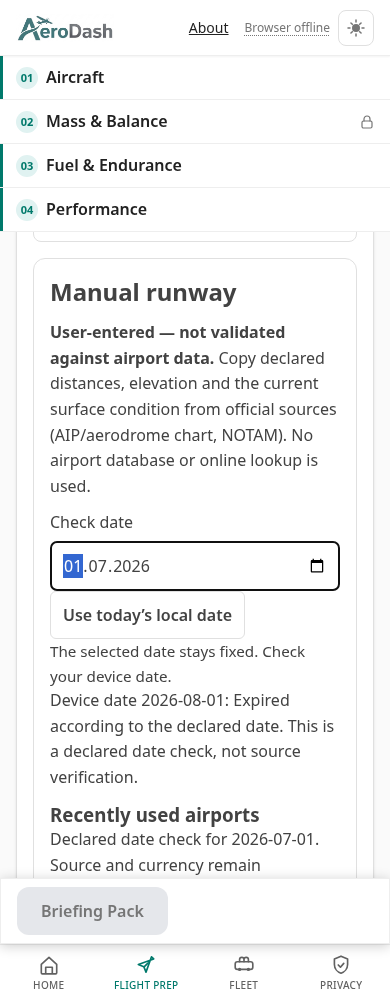 AeroDash
About
Browser offline
01 Aircraft
02 Mass & Balance
03 Fuel & Endurance
04 Performance
Manual runway
User-entered — not validated
against airport data. Copy declared
distances, elevation and the current
surface condition from official sources
(AIP/aerodrome chart, NOTAM). No
airport database or online lookup is
used.
Check date
01.07.2026
Use today’s local date
The selected date stays fixed. Check
your device date.
Device date 2026-08-01: Expired
according to the declared date. This is
a declared date check, not source
verification.
Recently used airports
Declared date check for 2026-07-01.
Source and currency remain
Briefing Pack
HOME
FLIGHT PREP
FLEET
PRIVACY